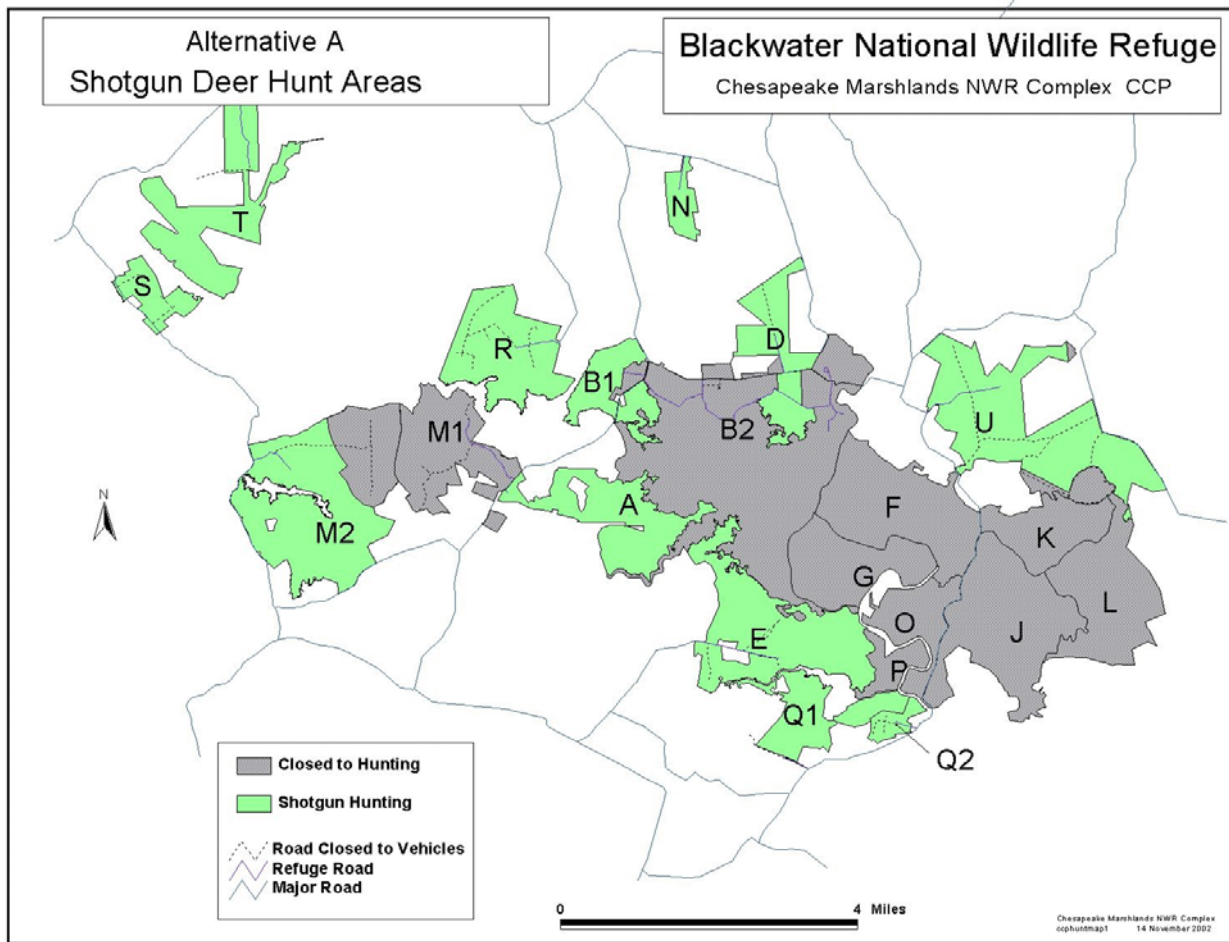 Alternative A
Shotgun Deer Hunt Areas
Blackwater National Wildlife Refuge
Chesapeake Marshlands NWR Complex CCP
N
T
S
R
D
B1
B2
U
M1
A
F
N
M2
K
G
L
O
E
J
P
Q1
Q2
Closed to Hunting
Shotgun Hunting
Road Closed to Vehicles
Refuge Road
Major Road
0 4 Miles
Chesapeake Marshlands NWR Complex
ccphuntmap1 14 November 2002